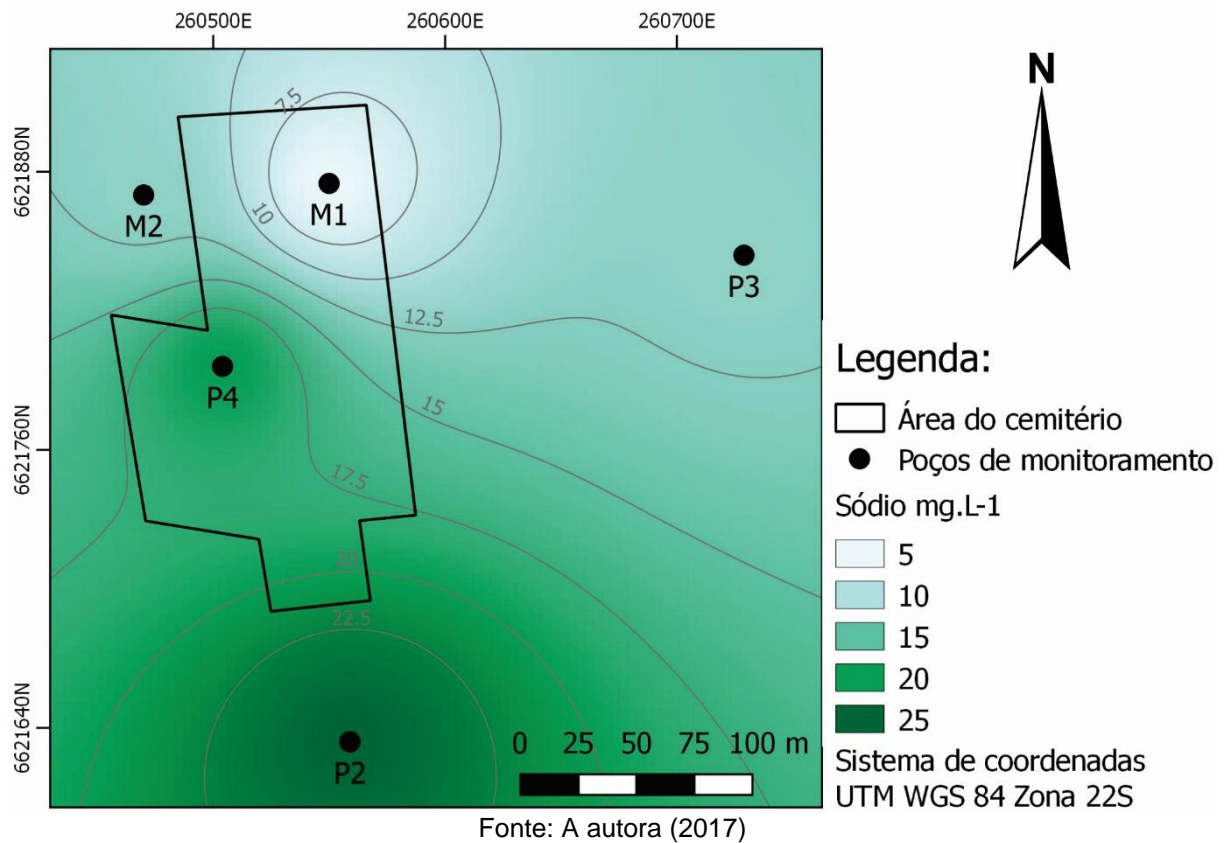 260500E 260600E 260700E
6621880N
6621760N
6621640N
7.5
10
12.5
15
17.5
20
22.5
M2
M1
P3
P4
P2
0 25 50 75 100 m
N
Legenda:
Área do cemitério
Poços de monitoramento
Sódio mg.L-1
5
10
15
20
25
Sistema de coordenadas
UTM WGS 84 Zona 22S
Fonte: A autora (2017)